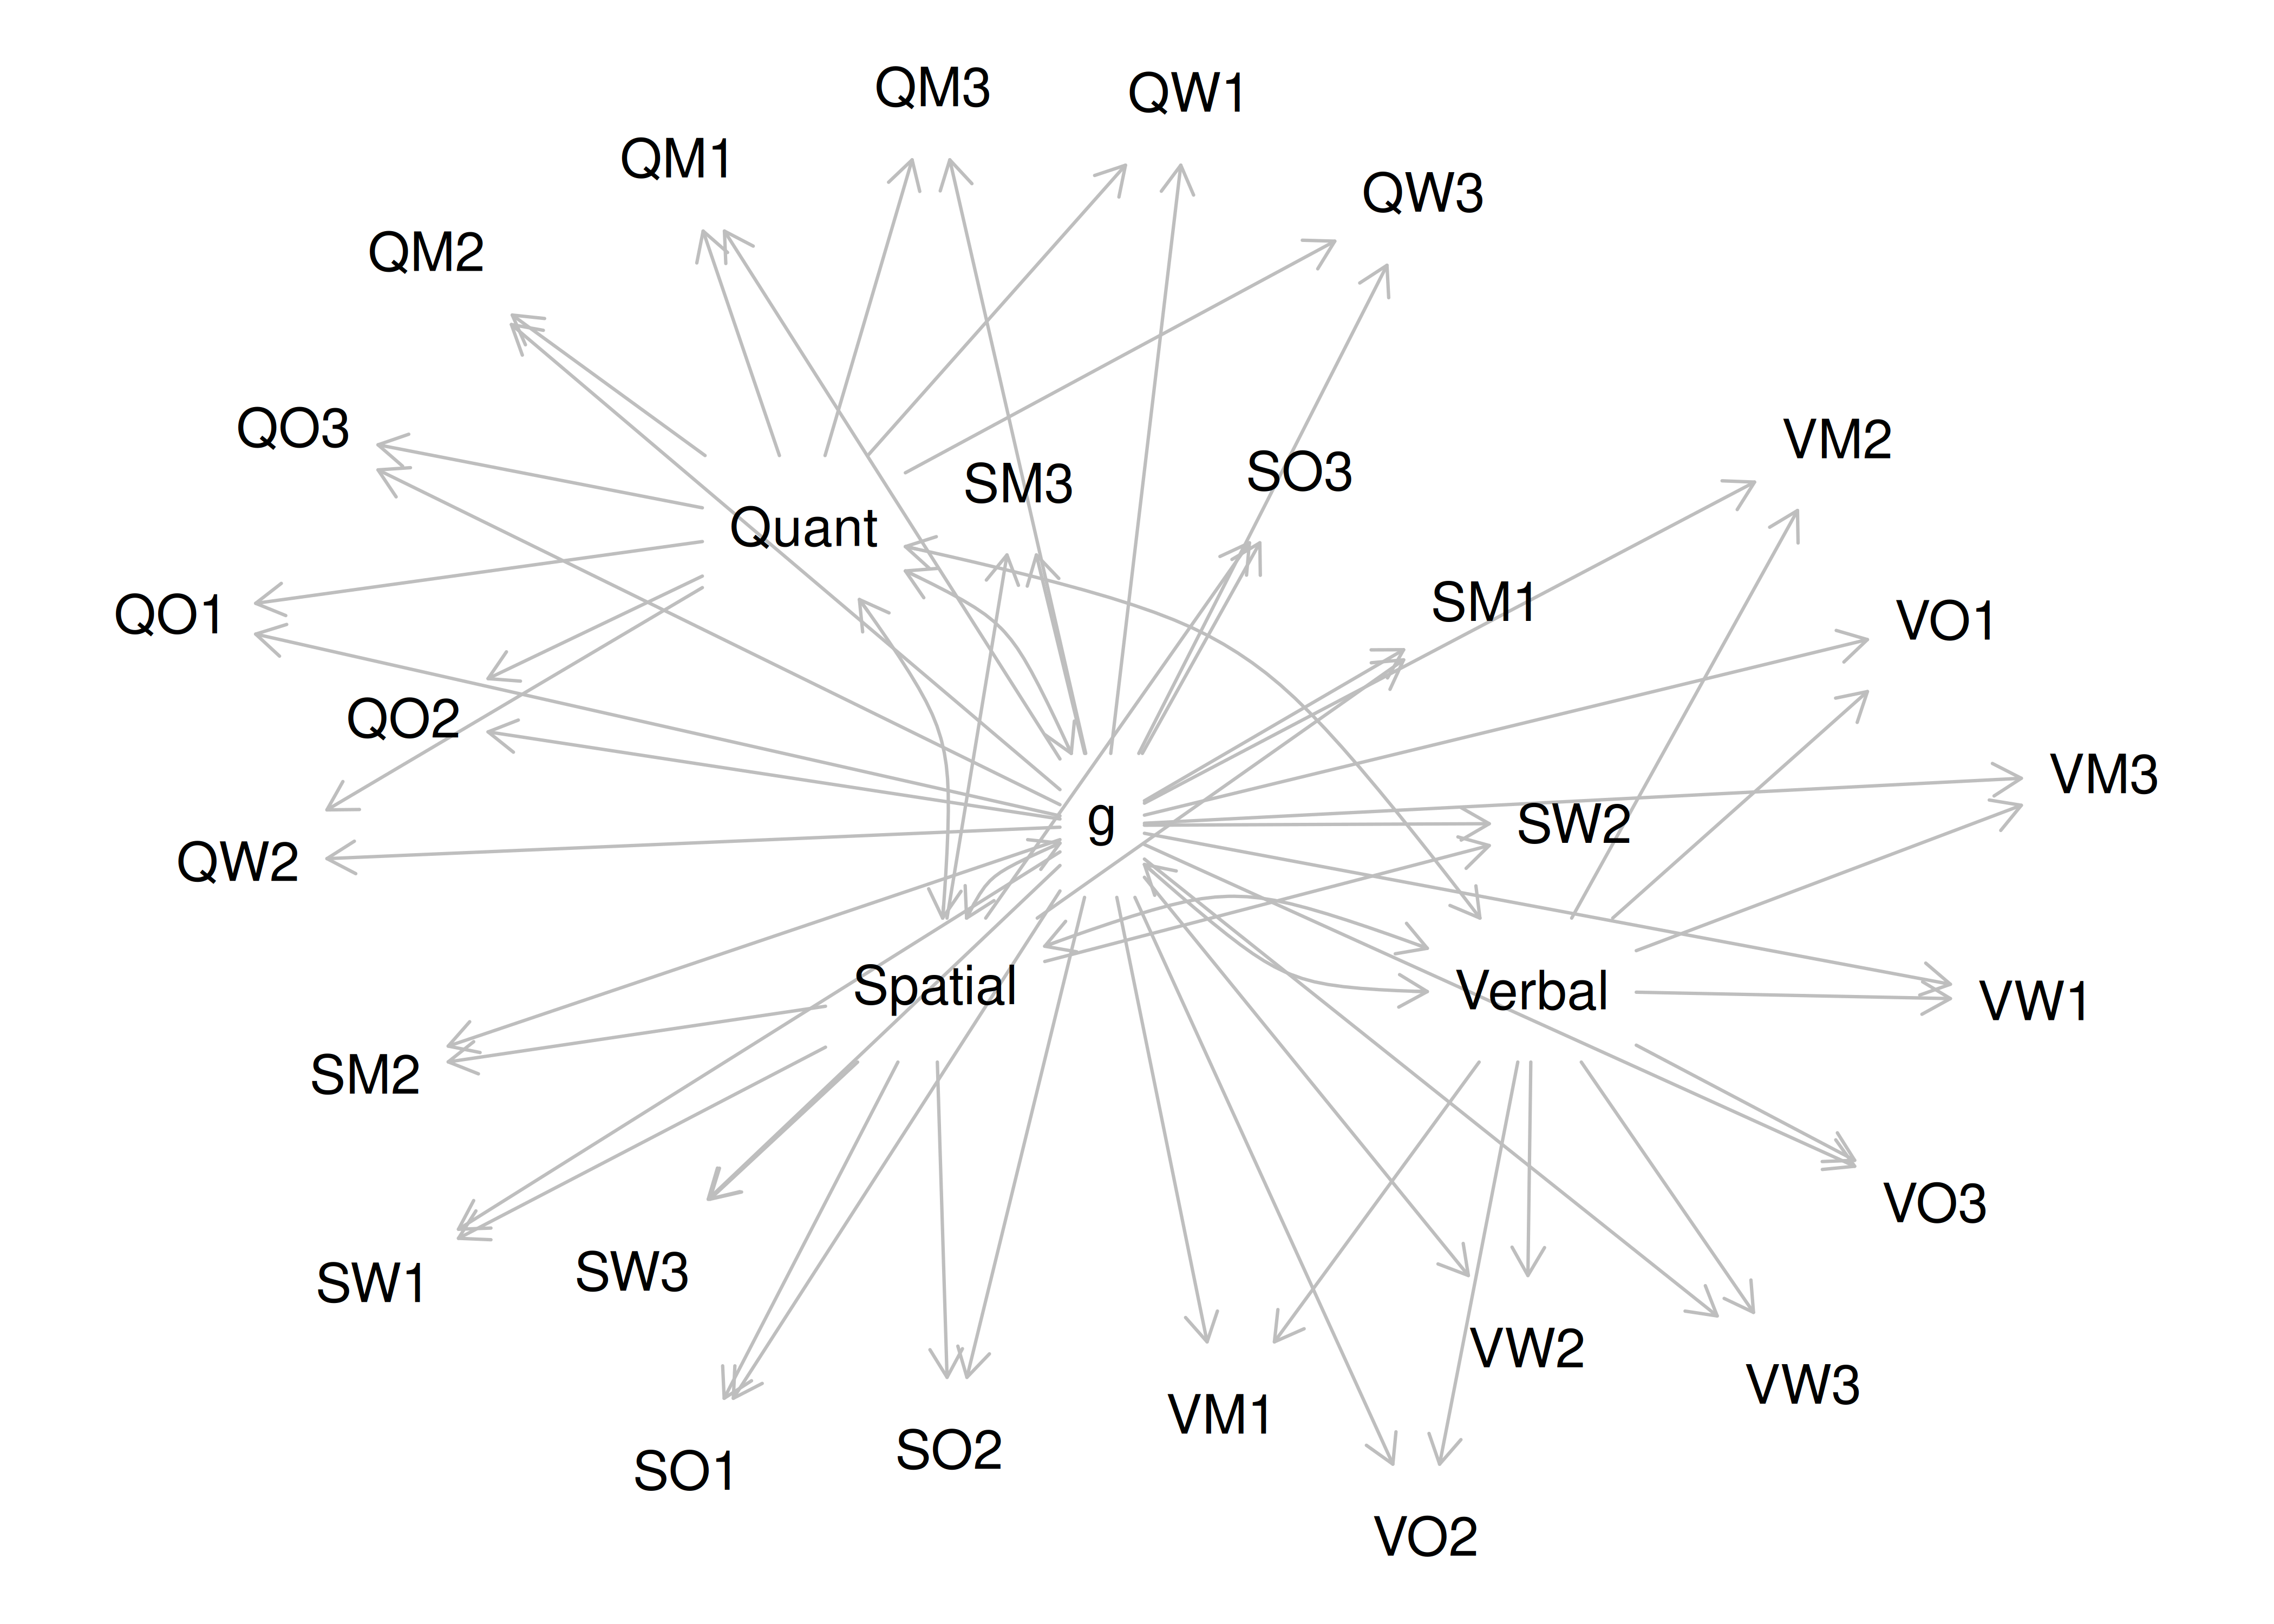 QM3
QW1
QM1
QW3
QM2
QO3
VM2
SM3
SO3
Quant
SM1
QO1
VO1
QO2
VM3
g
SW2
QW2
Spatial
Verbal
VW1
SM2
VO3
SW3
SW1
VW2
VW3
VM1
SO2
SO1
VO2